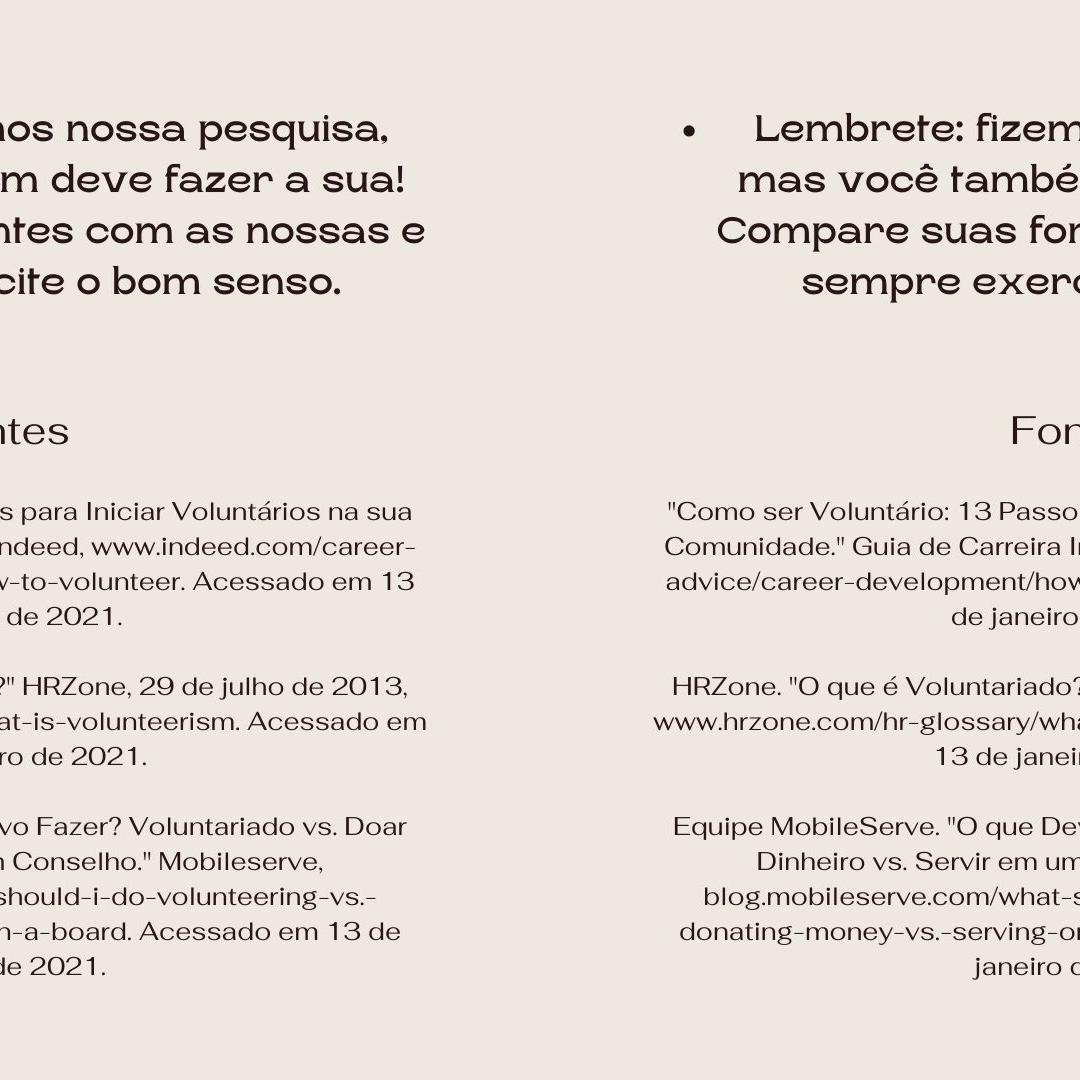 nos nossa pesquisa,
m deve fazer a sua!
ntes com as nossas e
cite o bom senso.
ntes
s para Iniciar Voluntários na sua
ndeed, www.indeed.com/career-
w-to-volunteer. Acessado em 13
de 2021.
?" HRZone, 29 de julho de 2013,
at-is-volunteerism. Acessado em
ro de 2021.
vo Fazer? Voluntariado vs. Doar
n Conselho." Mobileserve,
should-i-do-volunteering-vs.-
n-a-board. Acessado em 13 de
de 2021.
• Lembrete: fizem
mas você també
Compare suas for
sempre exerc
For
"Como ser Voluntário: 13 Passo
Comunidade." Guia de Carreira I
advice/career-development/how
de janeiro
HRZone. "O que é Voluntariado?
www.hrzone.com/hr-glossary/wha
13 de janei
Equipe MobileServe. "O que De
Dinheiro vs. Servir em um
blog.mobileserve.com/what-s
donating-money-vs.-serving-o
janeiro d